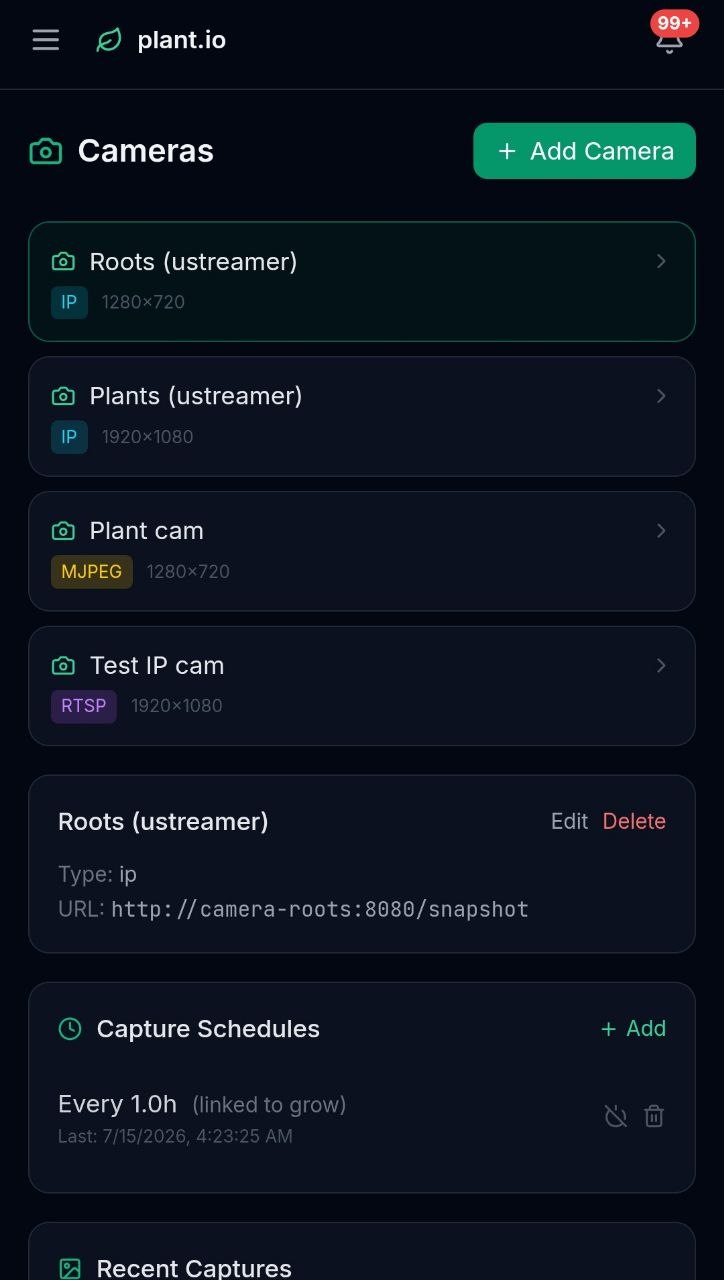 plant.io
99+
Cameras
+ Add Camera
Roots (ustreamer)
IP 1280×720
Plants (ustreamer)
IP 1920×1080
Plant cam
MJPEG 1280×720
Test IP cam
RTSP 1920×1080
Roots (ustreamer) Edit Delete
Type: ip
URL: http://camera-roots:8080/snapshot
Capture Schedules + Add
Every 1.0h (linked to grow)
Last: 7/15/2026, 4:23:25 AM
Recent Captures